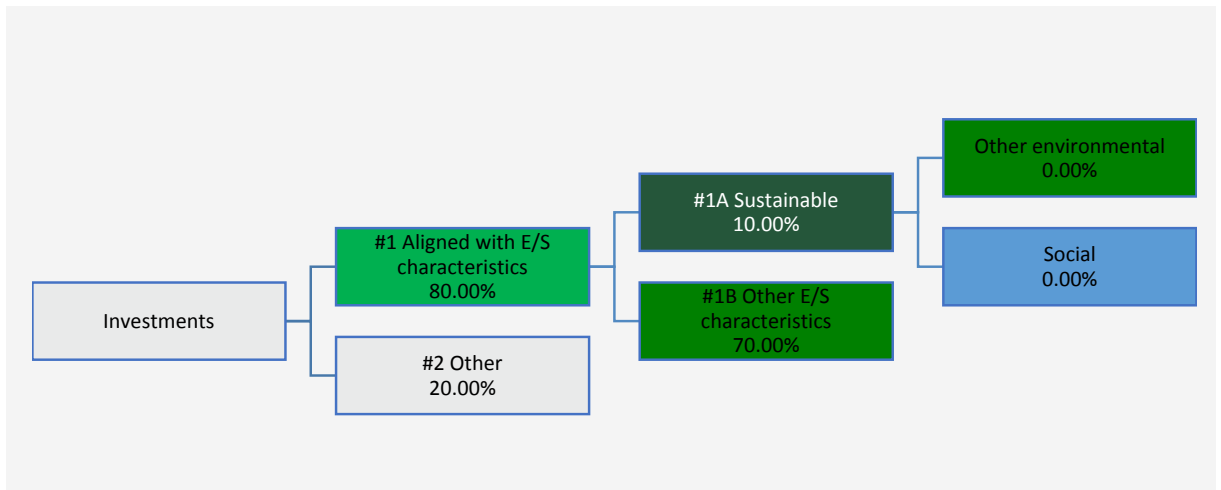 Investments
#1 Aligned with E/S
characteristics
80.00%
#2 Other
20.00%
#1A Sustainable
10.00%
#1B Other E/S
characteristics
70.00%
Other environmental
0.00%
Social
0.00%